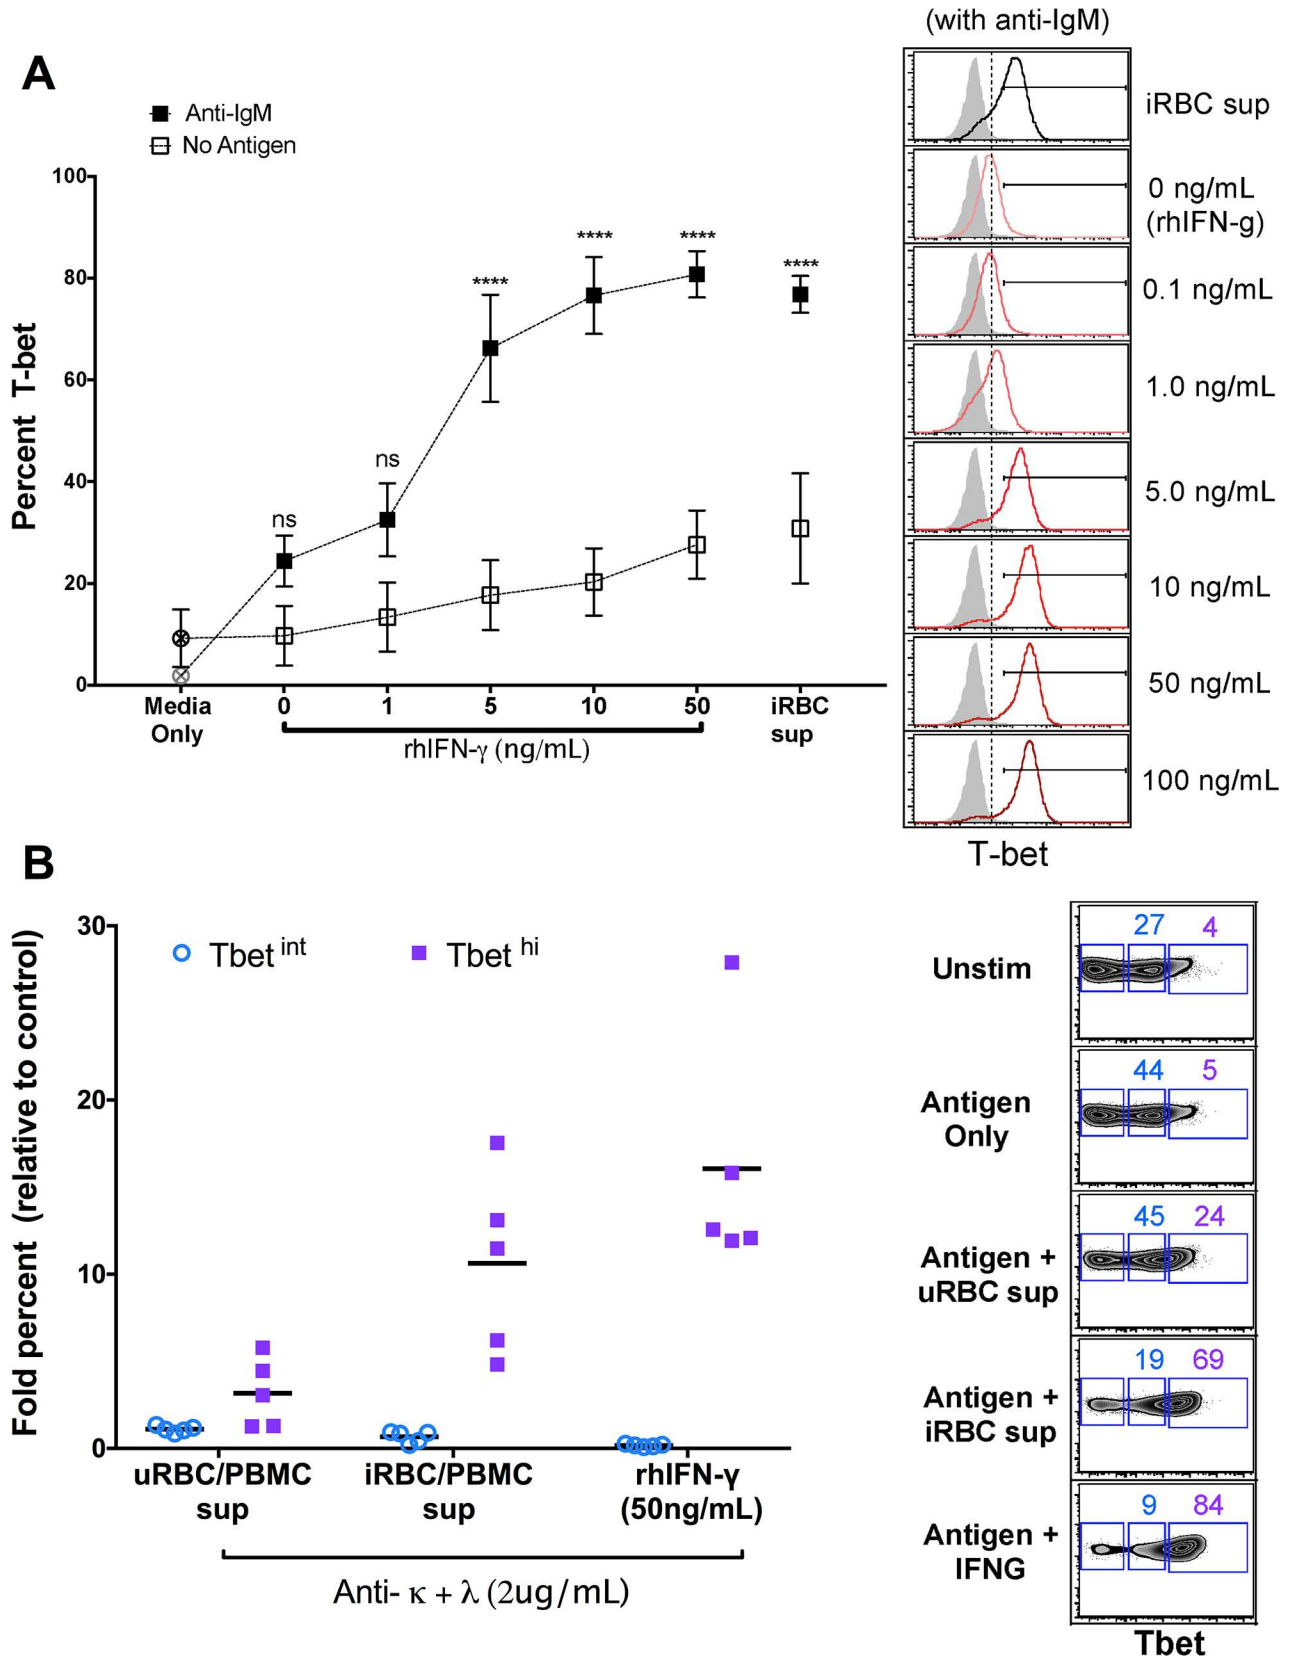 A
Anti-IgM
No Antigen
100
80
60
40
20
0
Percent T-bet
ns
ns
****
****
****
****
Media
Only
0
1
5
10
50
iRBC
sup
rhIFN-γ (ng/mL)
(with anti-IgM)
iRBC sup
0 ng/mL
(rhIFN-g)
0.1 ng/mL
1.0 ng/mL
5.0 ng/mL
10 ng/mL
50 ng/mL
100 ng/mL
T-bet
B
Tbet int
Tbet hi
30
20
10
0
Fold percent (relative to control)
uRBC/PBMC
sup
iRBC/PBMC
sup
rhIFN-γ
(50ng/mL)
Anti- κ + λ (2ug/mL)
Unstim
27 4
Antigen
Only
44 5
Antigen +
uRBC sup
45 24
Antigen +
iRBC sup
19 69
Antigen +
IFNG
9 84
Tbet